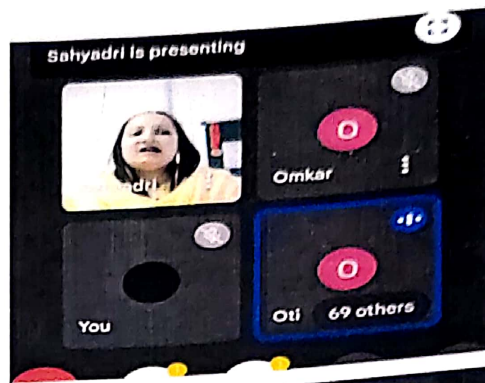 Sahyadri is presenting
O
Omkar
You
O
Oti 69 others